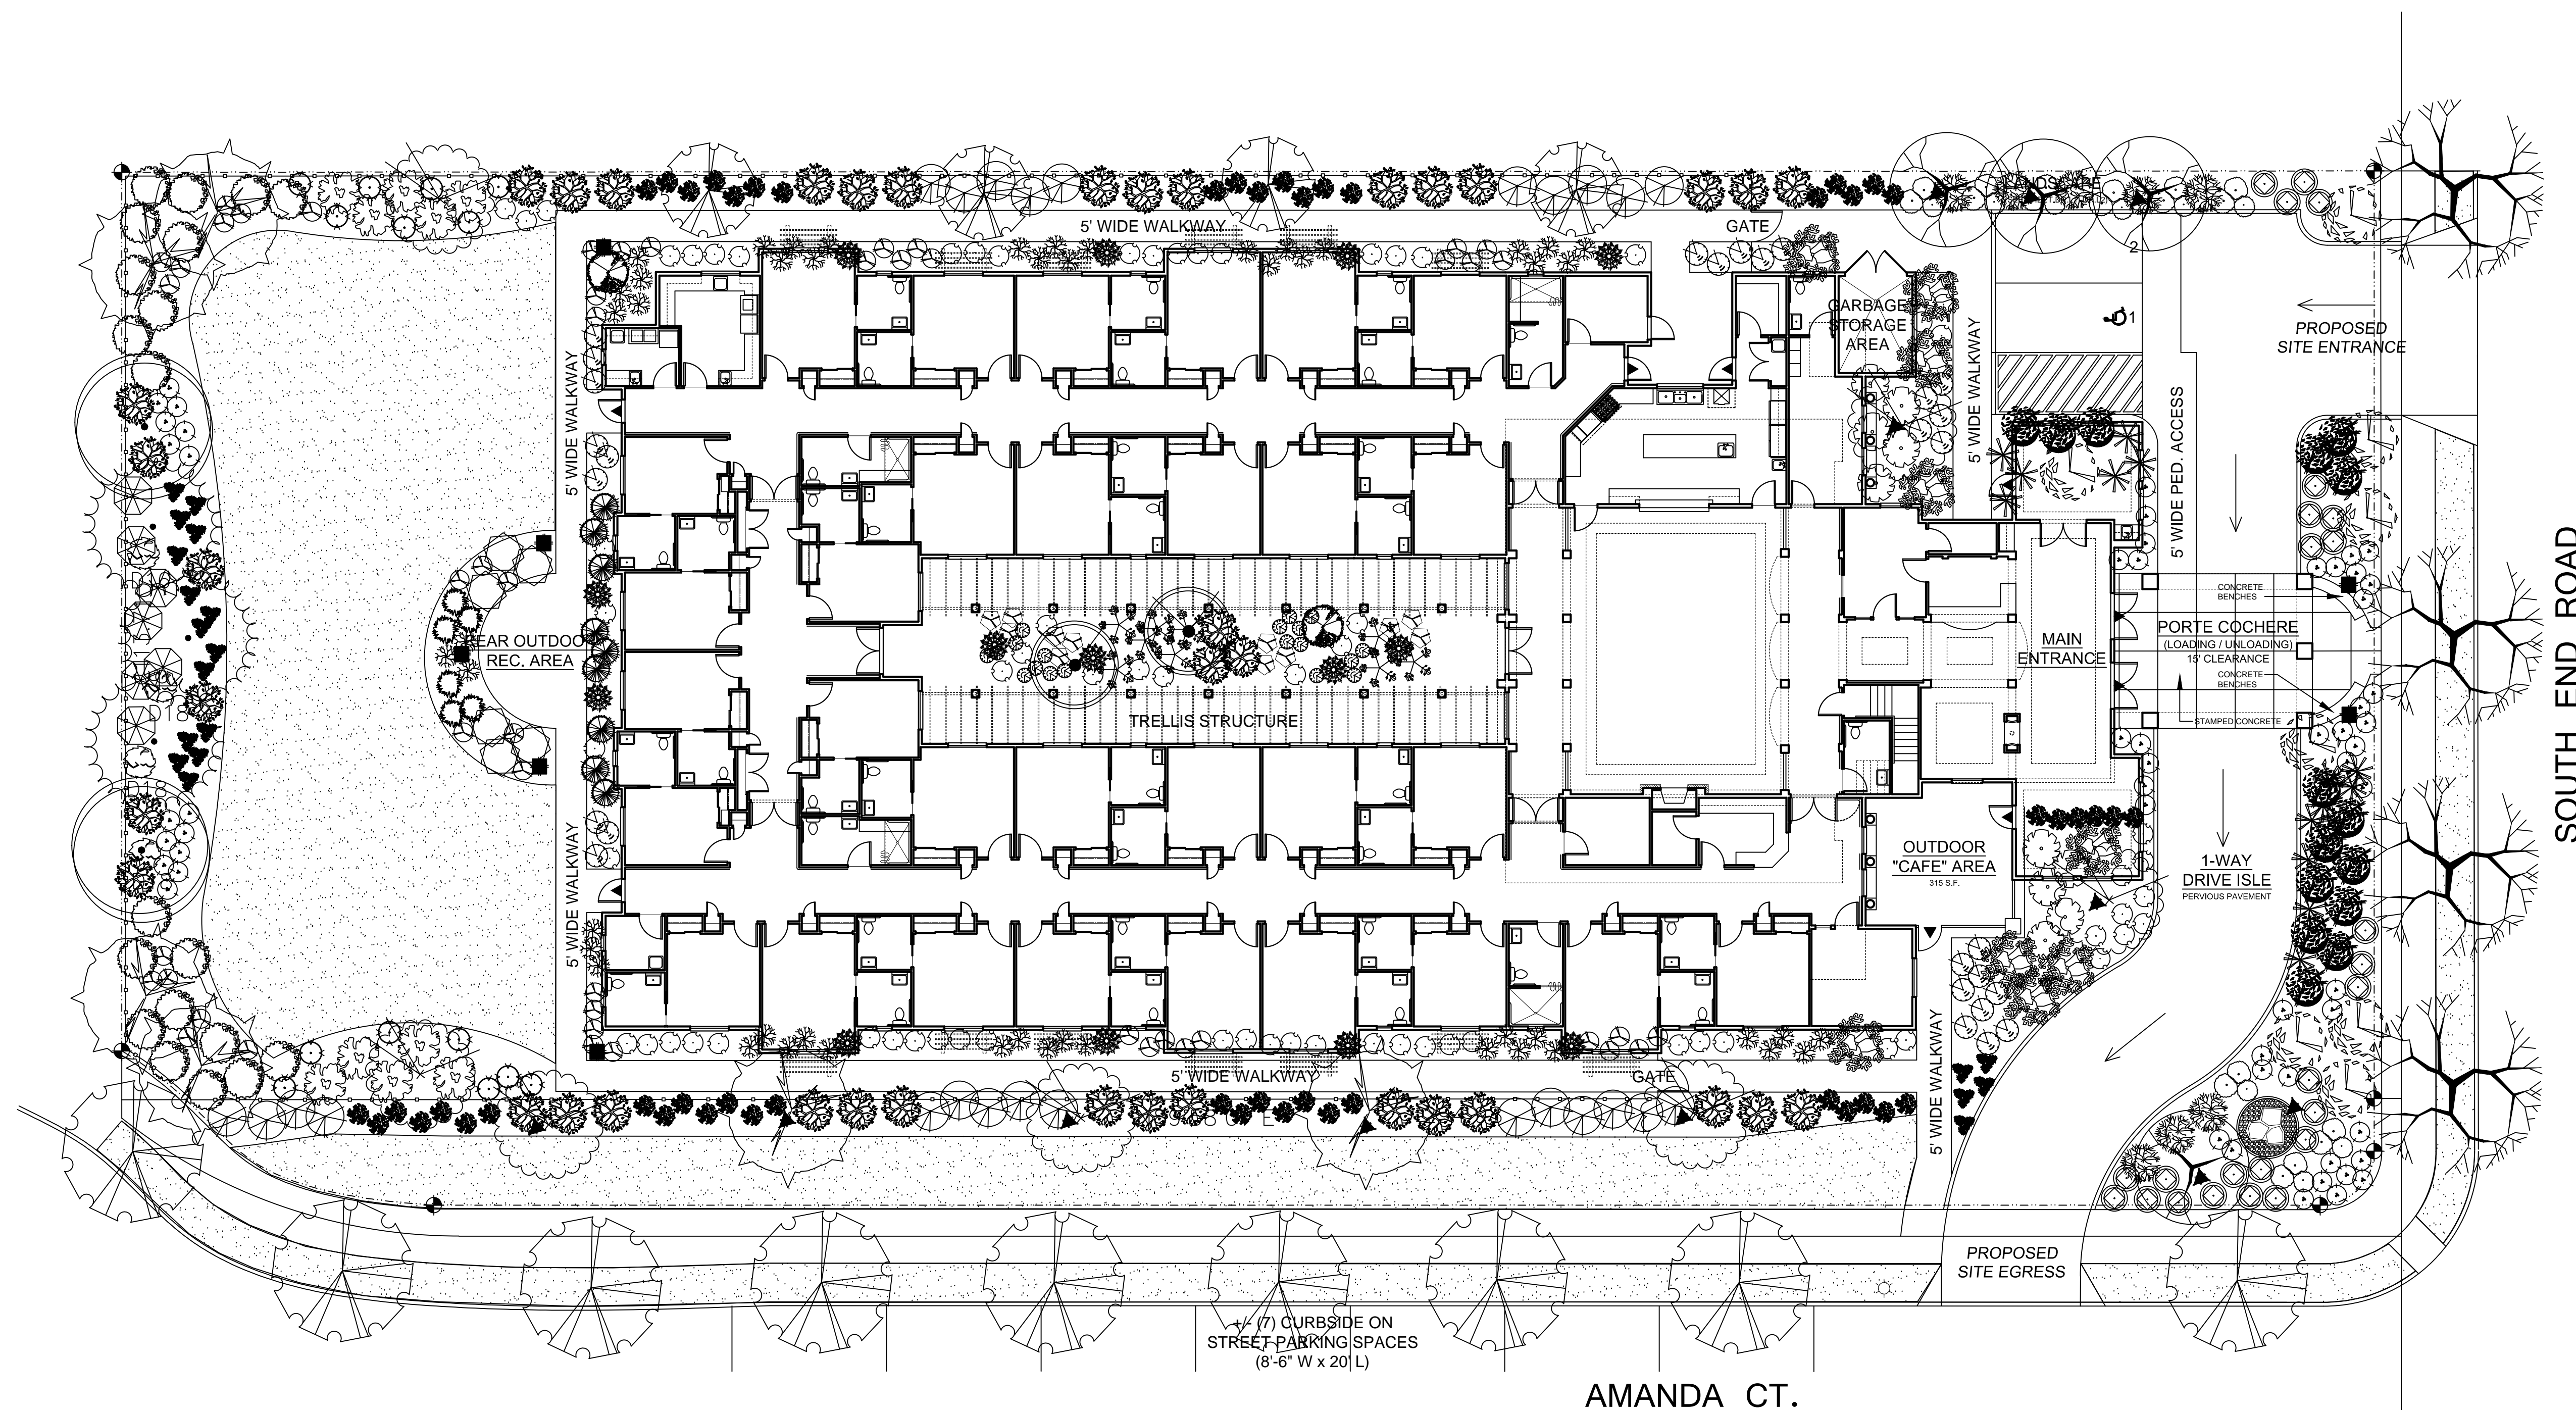 5' WIDE WALKWAY
GATE
2
GARBAGE
STORAGE
AREA
1
PROPOSED
SITE ENTRANCE
5' WIDE WALKWAY
5' WIDE WALKWAY
5' WIDE PED. ACCESS
SOUTH END ROAD
CONCRETE
BENCHES
PORTE COCHERE
(LOADING / UNLOADING)
15' CLEARANCE
CONCRETE
BENCHES
STAMPED CONCRETE
MAIN
ENTRANCE
REAR OUTDOOR
REC. AREA
TRELLIS STRUCTURE
OUTDOOR
"CAFE" AREA
315 S.F.
1-WAY
DRIVE ISLE
PERVIOUS PAVEMENT
5' WIDE WALKWAY
5' WIDE WALKWAY
GATE
5' WIDE WALKWAY
PROPOSED
SITE EGRESS
+/- (7) CURBSIDE ON
STREET PARKING SPACES
(8'-6" W x 20' L)
AMANDA CT.